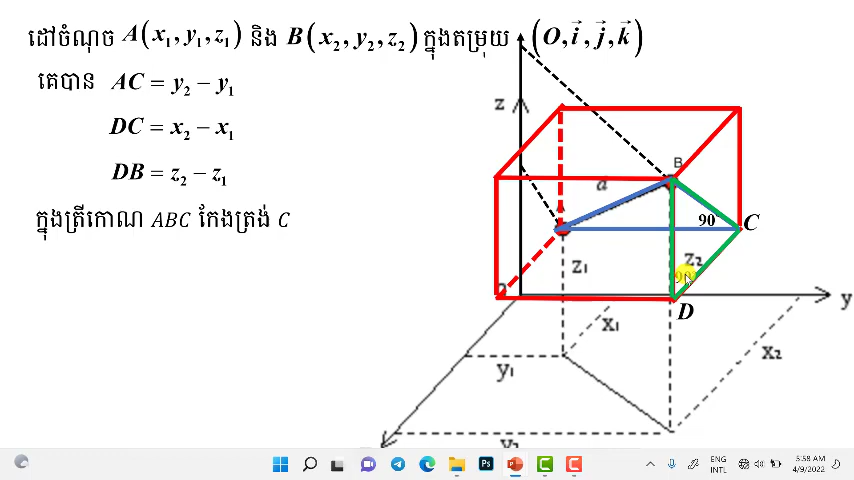 ដៅចំណុច A(x₁, y₁, z₁) និង B(x₂, y₂, z₂) ក្នុងតម្រុយ (O, i⃗, j⃗, k⃗)
គេបាន AC = y₂ − y₁
DC = x₂ − x₁
DB = z₂ − z₁
ក្នុងត្រីកោណ ABC កែងត្រង់ C
z
B
d
90
C
z₁
z₂
D
y
x₁
x₂
y₁
y₂
ENG
INTL
5:58 AM
4/9/2022